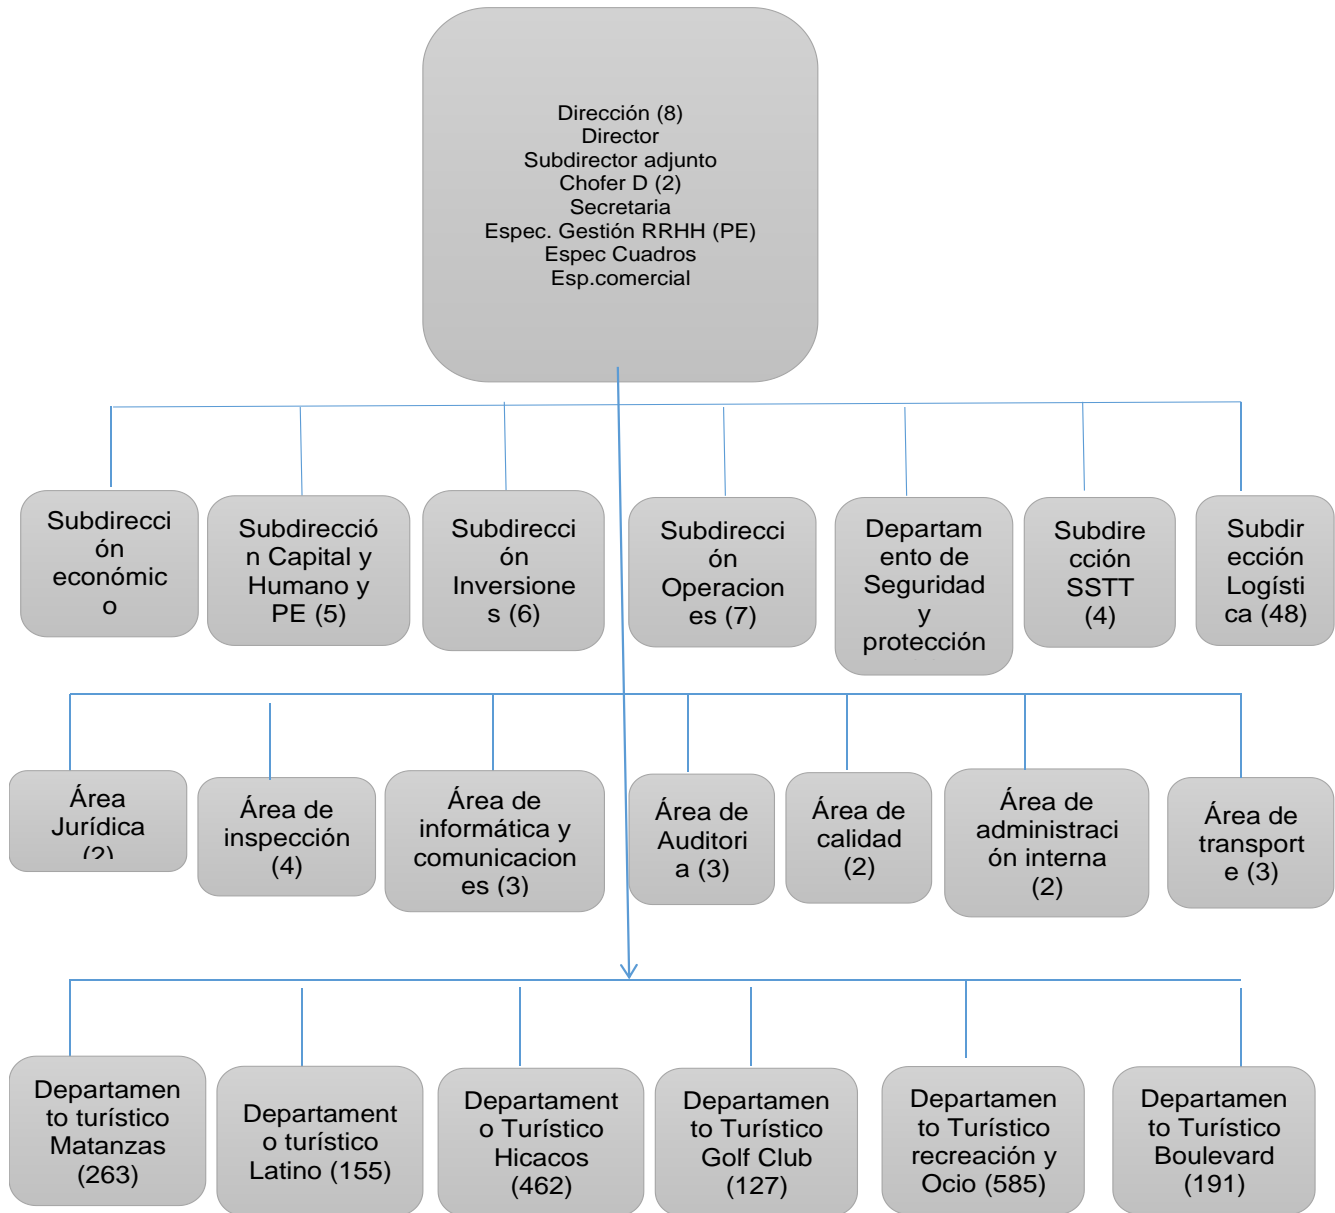 Dirección (8)
Director
Subdirector adjunto
Chofer D (2)
Secretaria
Espec. Gestión RRHH (PE)
Espec Cuadros
Esp.comercial
Subdirecci
ón
económic
o
Subdirecció
n Capital y
Humano y
PE (5)
Subdirecci
ón
Inversione
s (6)
Subdirecci
ón
Operacion
es (7)
Departam
ento de
Seguridad
y
protección
Subdire
cción
SSTT
(4)
Subdir
ección
Logísti
ca (48)
Área
Jurídica
(2)
Área de
inspección
(4)
Área de
informática y
comunicacion
es (3)
Área de
Auditori
a (3)
Área de
calidad
(2)
Área de
administraci
ón interna
(2)
Área de
transport
e (3)
Departamen
to turístico
Matanzas
(263)
Departament
o turístico
Latino (155)
Departament
o Turístico
Hicacos
(462)
Departamen
to Turístico
Golf Club
(127)
Departamen
to Turístico
recreación y
Ocio (585)
Departamen
to Turístico
Boulevard
(191)